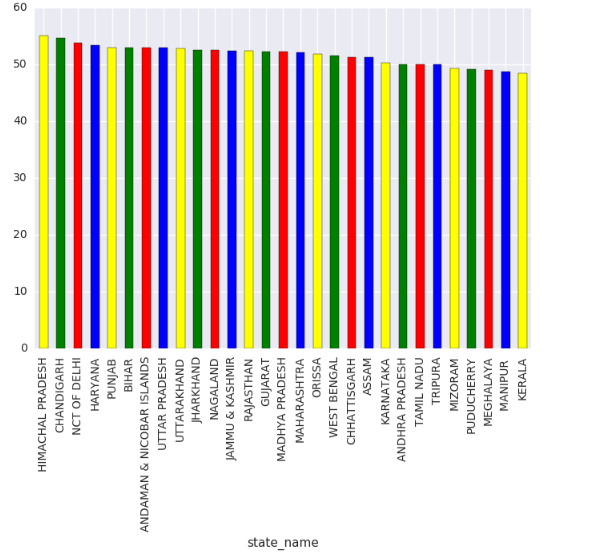 60
50
40
30
20
10
0
HIMACHAL PRADESH
CHANDIGARH
NCT OF DELHI
HARYANA
PUNJAB
BIHAR
ANDAMAN & NICOBAR ISLANDS
UTTAR PRADESH
UTTARAKHAND
JHARKHAND
NAGALAND
JAMMU & KASHMIR
RAJASTHAN
GUJARAT
MADHYA PRADESH
MAHARASHTRA
ORISSA
WEST BENGAL
CHHATTISGARH
ASSAM
KARNATAKA
ANDHRA PRADESH
TAMIL NADU
TRIPURA
MIZORAM
PUDUCHERRY
MEGHALAYA
MANIPUR
KERALA
state_name